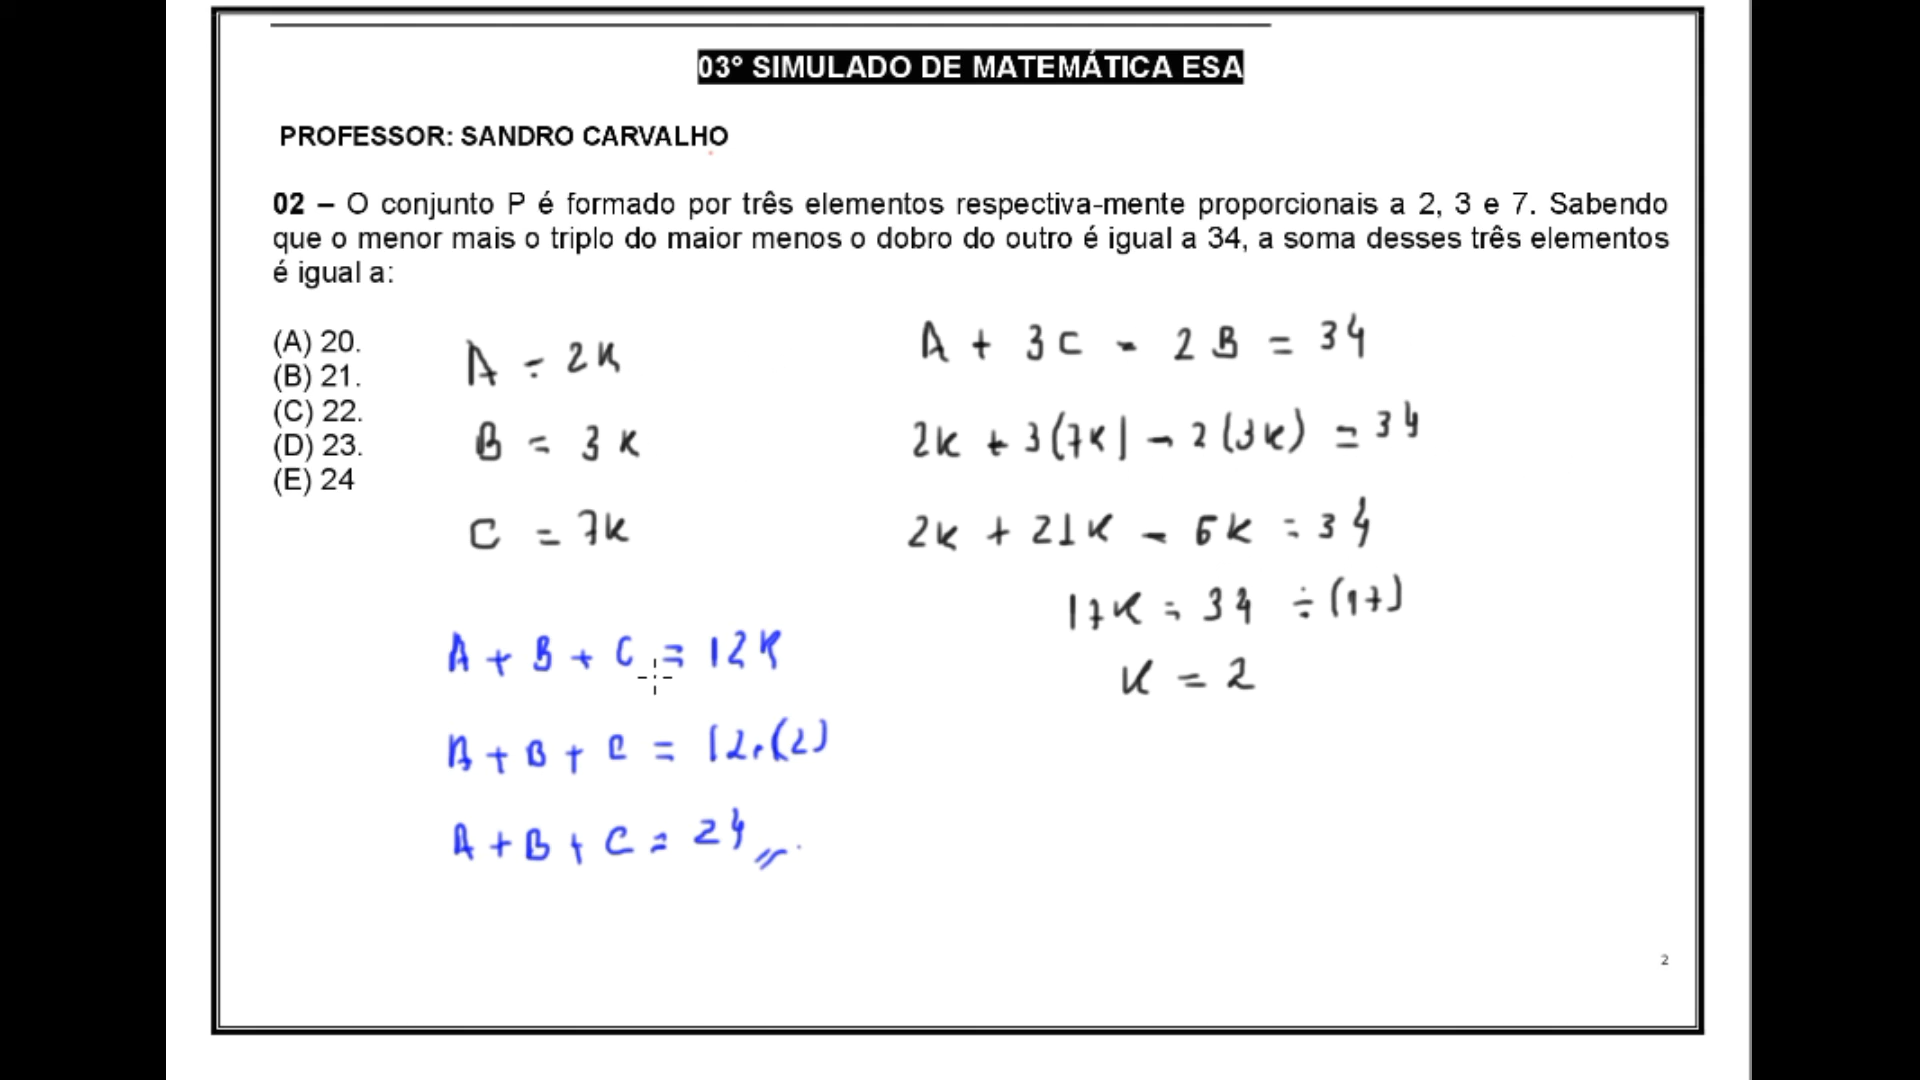 03° SIMULADO DE MATEMÁTICA ESA
PROFESSOR: SANDRO CARVALHO
02 – O conjunto P é formado por três elementos respectiva-mente proporcionais a 2, 3 e 7. Sabendo
que o menor mais o triplo do maior menos o dobro do outro é igual a 34, a soma desses três elementos
é igual a:
(A) 20.
(B) 21.
(C) 22.
(D) 23.
(E) 24
A = 2K
B = 3K
C = 7K
A + 3C - 2B = 34
2K + 3(7K) - 2(3K) = 34
2K + 21K - 6K = 34
17K = 34 ÷(17)
K = 2
A + B + C = 12K
A + B + C = 12.(2)
A + B + C = 24
2